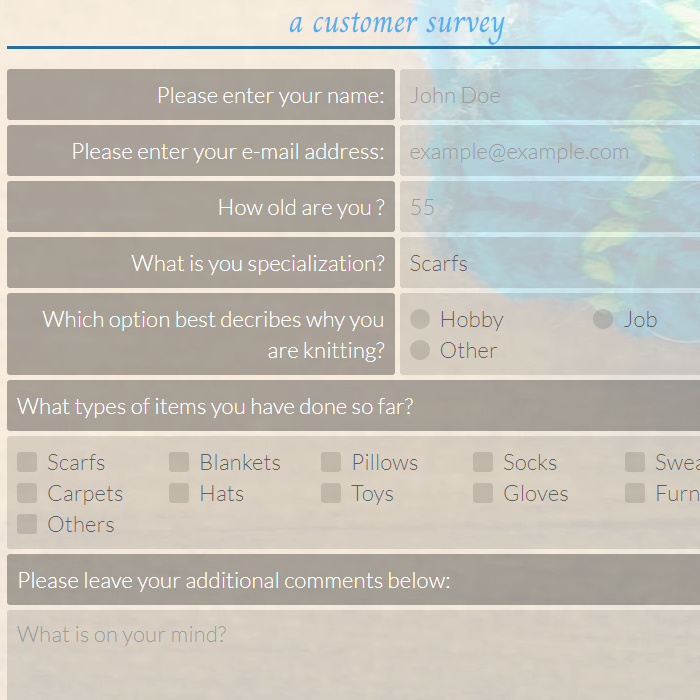 a customer survey
Please enter your name: John Doe
Please enter your e-mail address: example@example.com
How old are you ? 55
What is you specialization? Scarfs
Which option best decribes why you
are knitting?
Hobby Job
Other
What types of items you have done so far?
Scarfs Blankets Pillows Socks Swea
Carpets Hats Toys Gloves Furn
Others
Please leave your additional comments below:
What is on your mind?